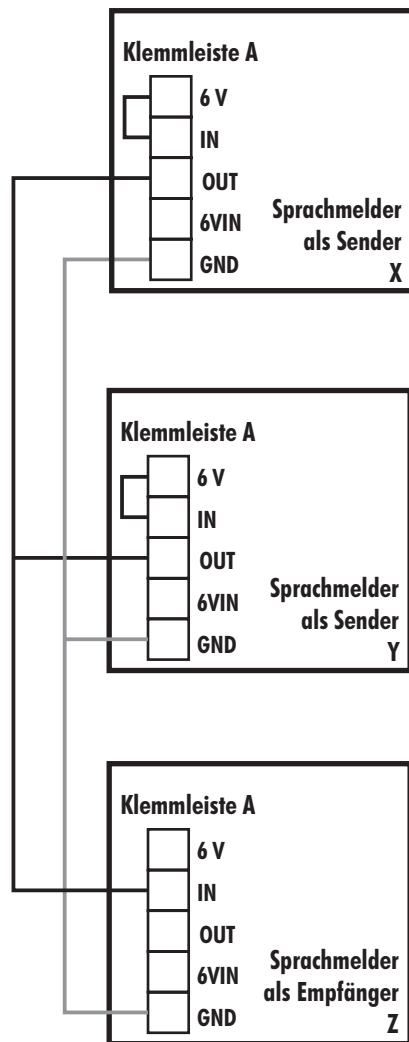 Klemmleiste A
6 V
IN
OUT
6VIN
GND
Sprachmelder
als Sender
X
Klemmleiste A
6 V
IN
OUT
6VIN
GND
Sprachmelder
als Sender
Y
Klemmleiste A
6 V
IN
OUT
6VIN
GND
Sprachmelder
als Empfänger
Z